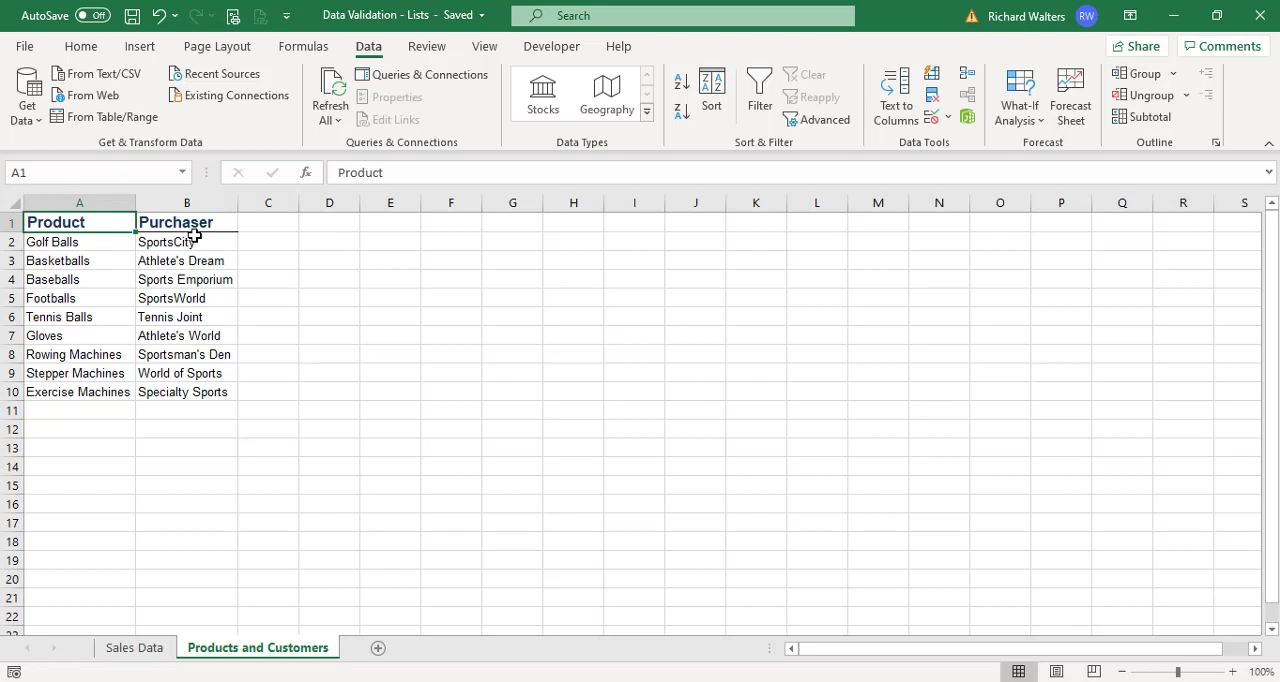 AutoSave Off Data Validation - Lists - Saved Search Richard Walters RW
File Home Insert Page Layout Formulas Data Review View Developer Help Share Comments
Get Data
From Text/CSV
From Web
From Table/Range
Recent Sources
Existing Connections
Get & Transform Data
Refresh All
Queries & Connections
Properties
Edit Links
Queries & Connections
Stocks
Geography
Data Types
Sort
Filter
Clear
Reapply
Advanced
Sort & Filter
Text to Columns
Data Tools
What-If Analysis
Forecast Sheet
Forecast
Group
Ungroup
Subtotal
Outline
A1 fx Product
A B C D E F G H I J K L M N O P Q R S
1 Product Purchaser
2 Golf Balls SportsCity
3 Basketballs Athlete's Dream
4 Baseballs Sports Emporium
5 Footballs SportsWorld
6 Tennis Balls Tennis Joint
7 Gloves Athlete's World
8 Rowing Machines Sportsman's Den
9 Stepper Machines World of Sports
10 Exercise Machines Specialty Sports
11
12
13
14
15
16
17
18
19
20
21
22
23
Sales Data Products and Customers
100%